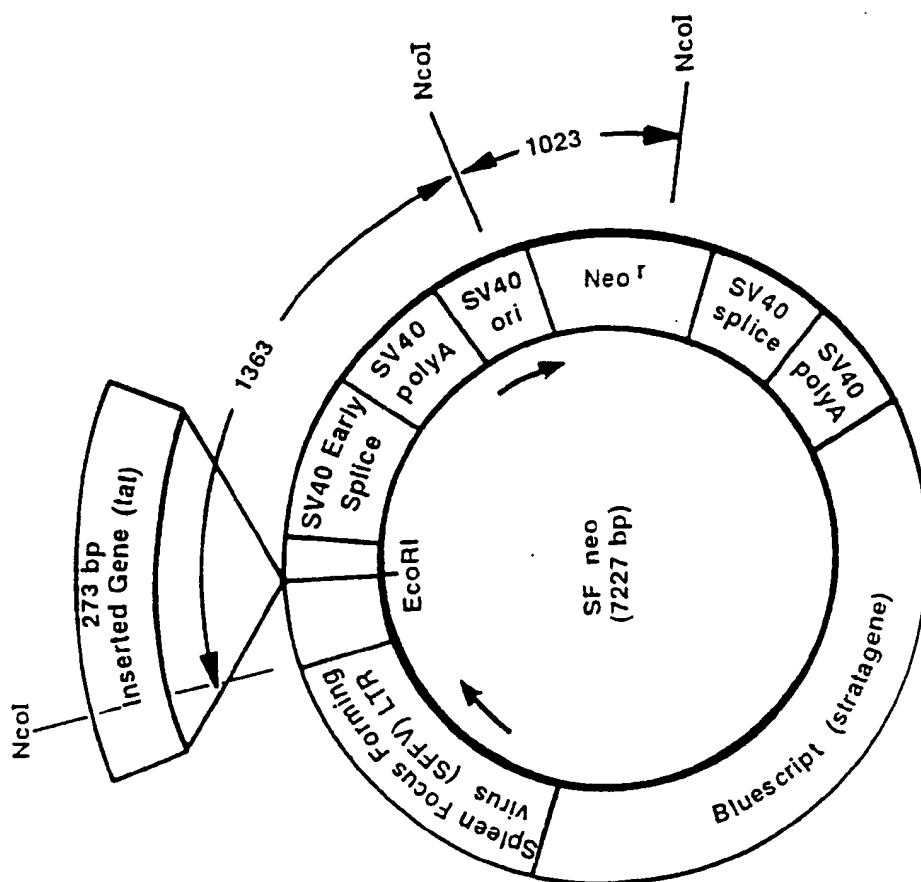 NcoI
NcoI
1023
1363
273 bp
Inserted Gene (tat)
NcoI
SV40 Early
Splice
SV40
polyA
SV40
ori
Neo r
SV40
splice
SV40
polyA
EcoRI
SF neo
(7227 bp)
Spleen Focus Forming
virus (SFFV) LTR
Bluescript (stratagene)